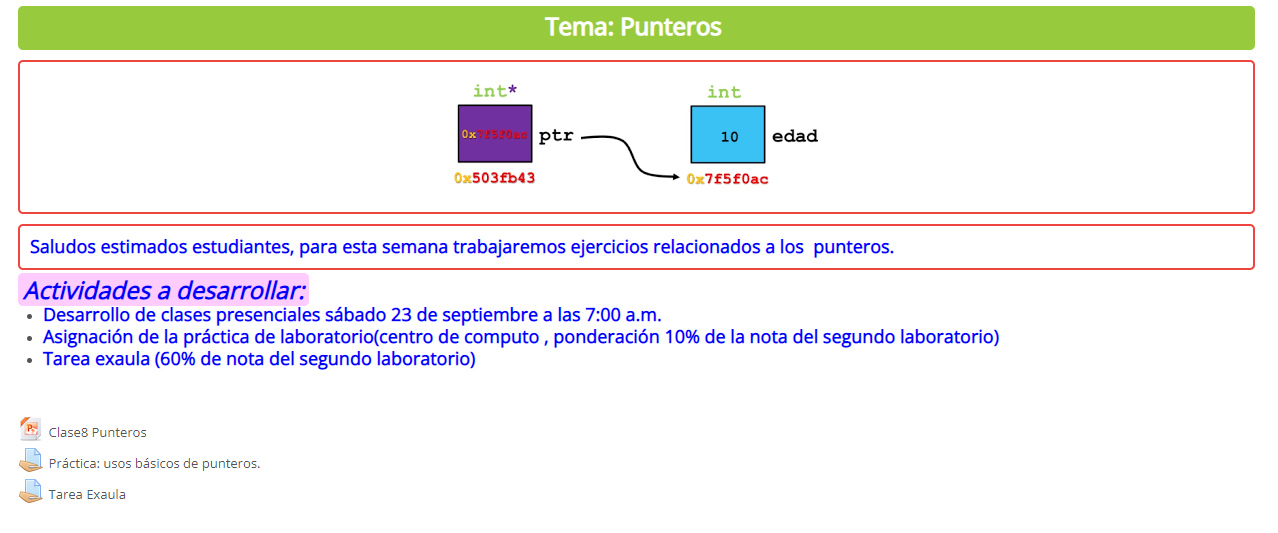 Tema: Punteros
int* int
0x7f5f0ac ptr 10 edad
0x503fb43 0x7f5f0ac
Saludos estimados estudiantes, para esta semana trabajaremos ejercicios relacionados a los  punteros.
Actividades a desarrollar:
Desarrollo de clases presenciales sábado 23 de septiembre a las 7:00 a.m.
Asignación de la práctica de laboratorio(centro de computo , ponderación 10% de la nota del segundo laboratorio)
Tarea exaula (60% de nota del segundo laboratorio)
Clase8 Punteros
Práctica: usos básicos de punteros.
Tarea Exaula